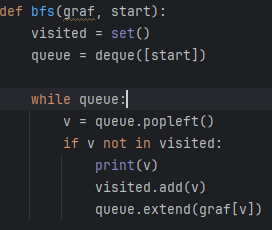 def bfs(graf, start):
    visited = set()
    queue = deque([start])

    while queue:
        v = queue.popleft()
        if v not in visited:
            print(v)
            visited.add(v)
            queue.extend(graf[v])